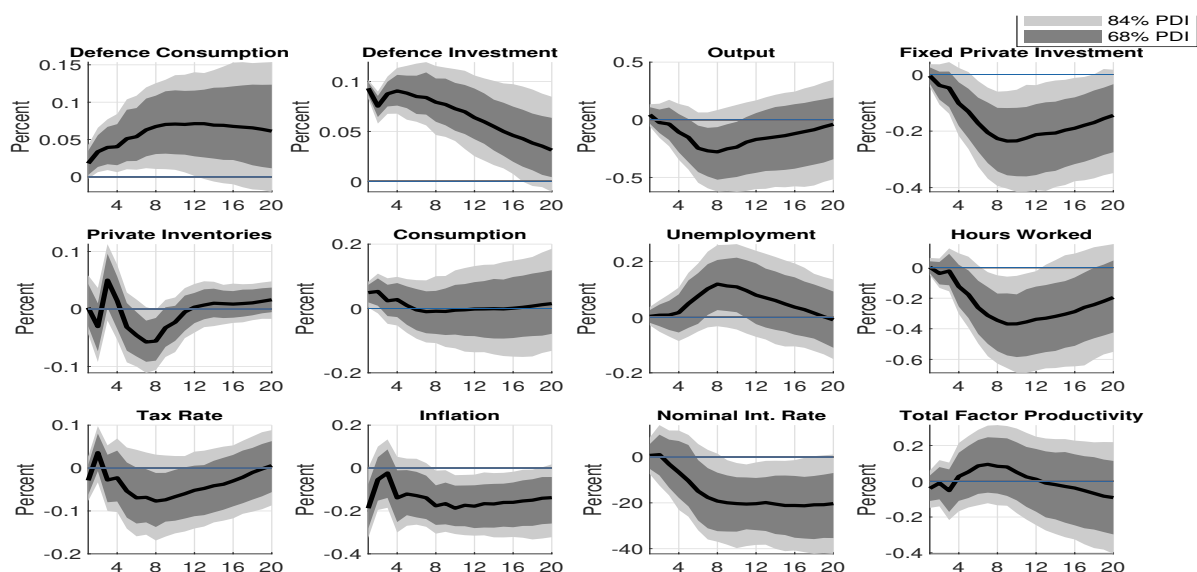 84% PDI
68% PDI
Defence Consumption
Defence Investment
Output
Fixed Private Investment
Percent
0.15
0.1
0.05
0
4 8 12 16 20
Percent
0.1
0.05
0
4 8 12 16 20
Percent
0.5
0
-0.5
4 8 12 16 20
Percent
0
-0.2
-0.4
4 8 12 16 20
Private Inventories
Consumption
Unemployment
Hours Worked
Percent
0.1
0
-0.1
4 8 12 16 20
Percent
0.2
0
-0.2
4 8 12 16 20
Percent
0.2
0
-0.2
4 8 12 16 20
Percent
0
-0.2
-0.4
-0.6
4 8 12 16 20
Tax Rate
Inflation
Nominal Int. Rate
Total Factor Productivity
Percent
0.1
0
-0.1
-0.2
4 8 12 16 20
Percent
0.2
0
-0.2
-0.4
4 8 12 16 20
Percent
0
-20
-40
4 8 12 16 20
Percent
0.2
0
-0.2
-0.4
4 8 12 16 20